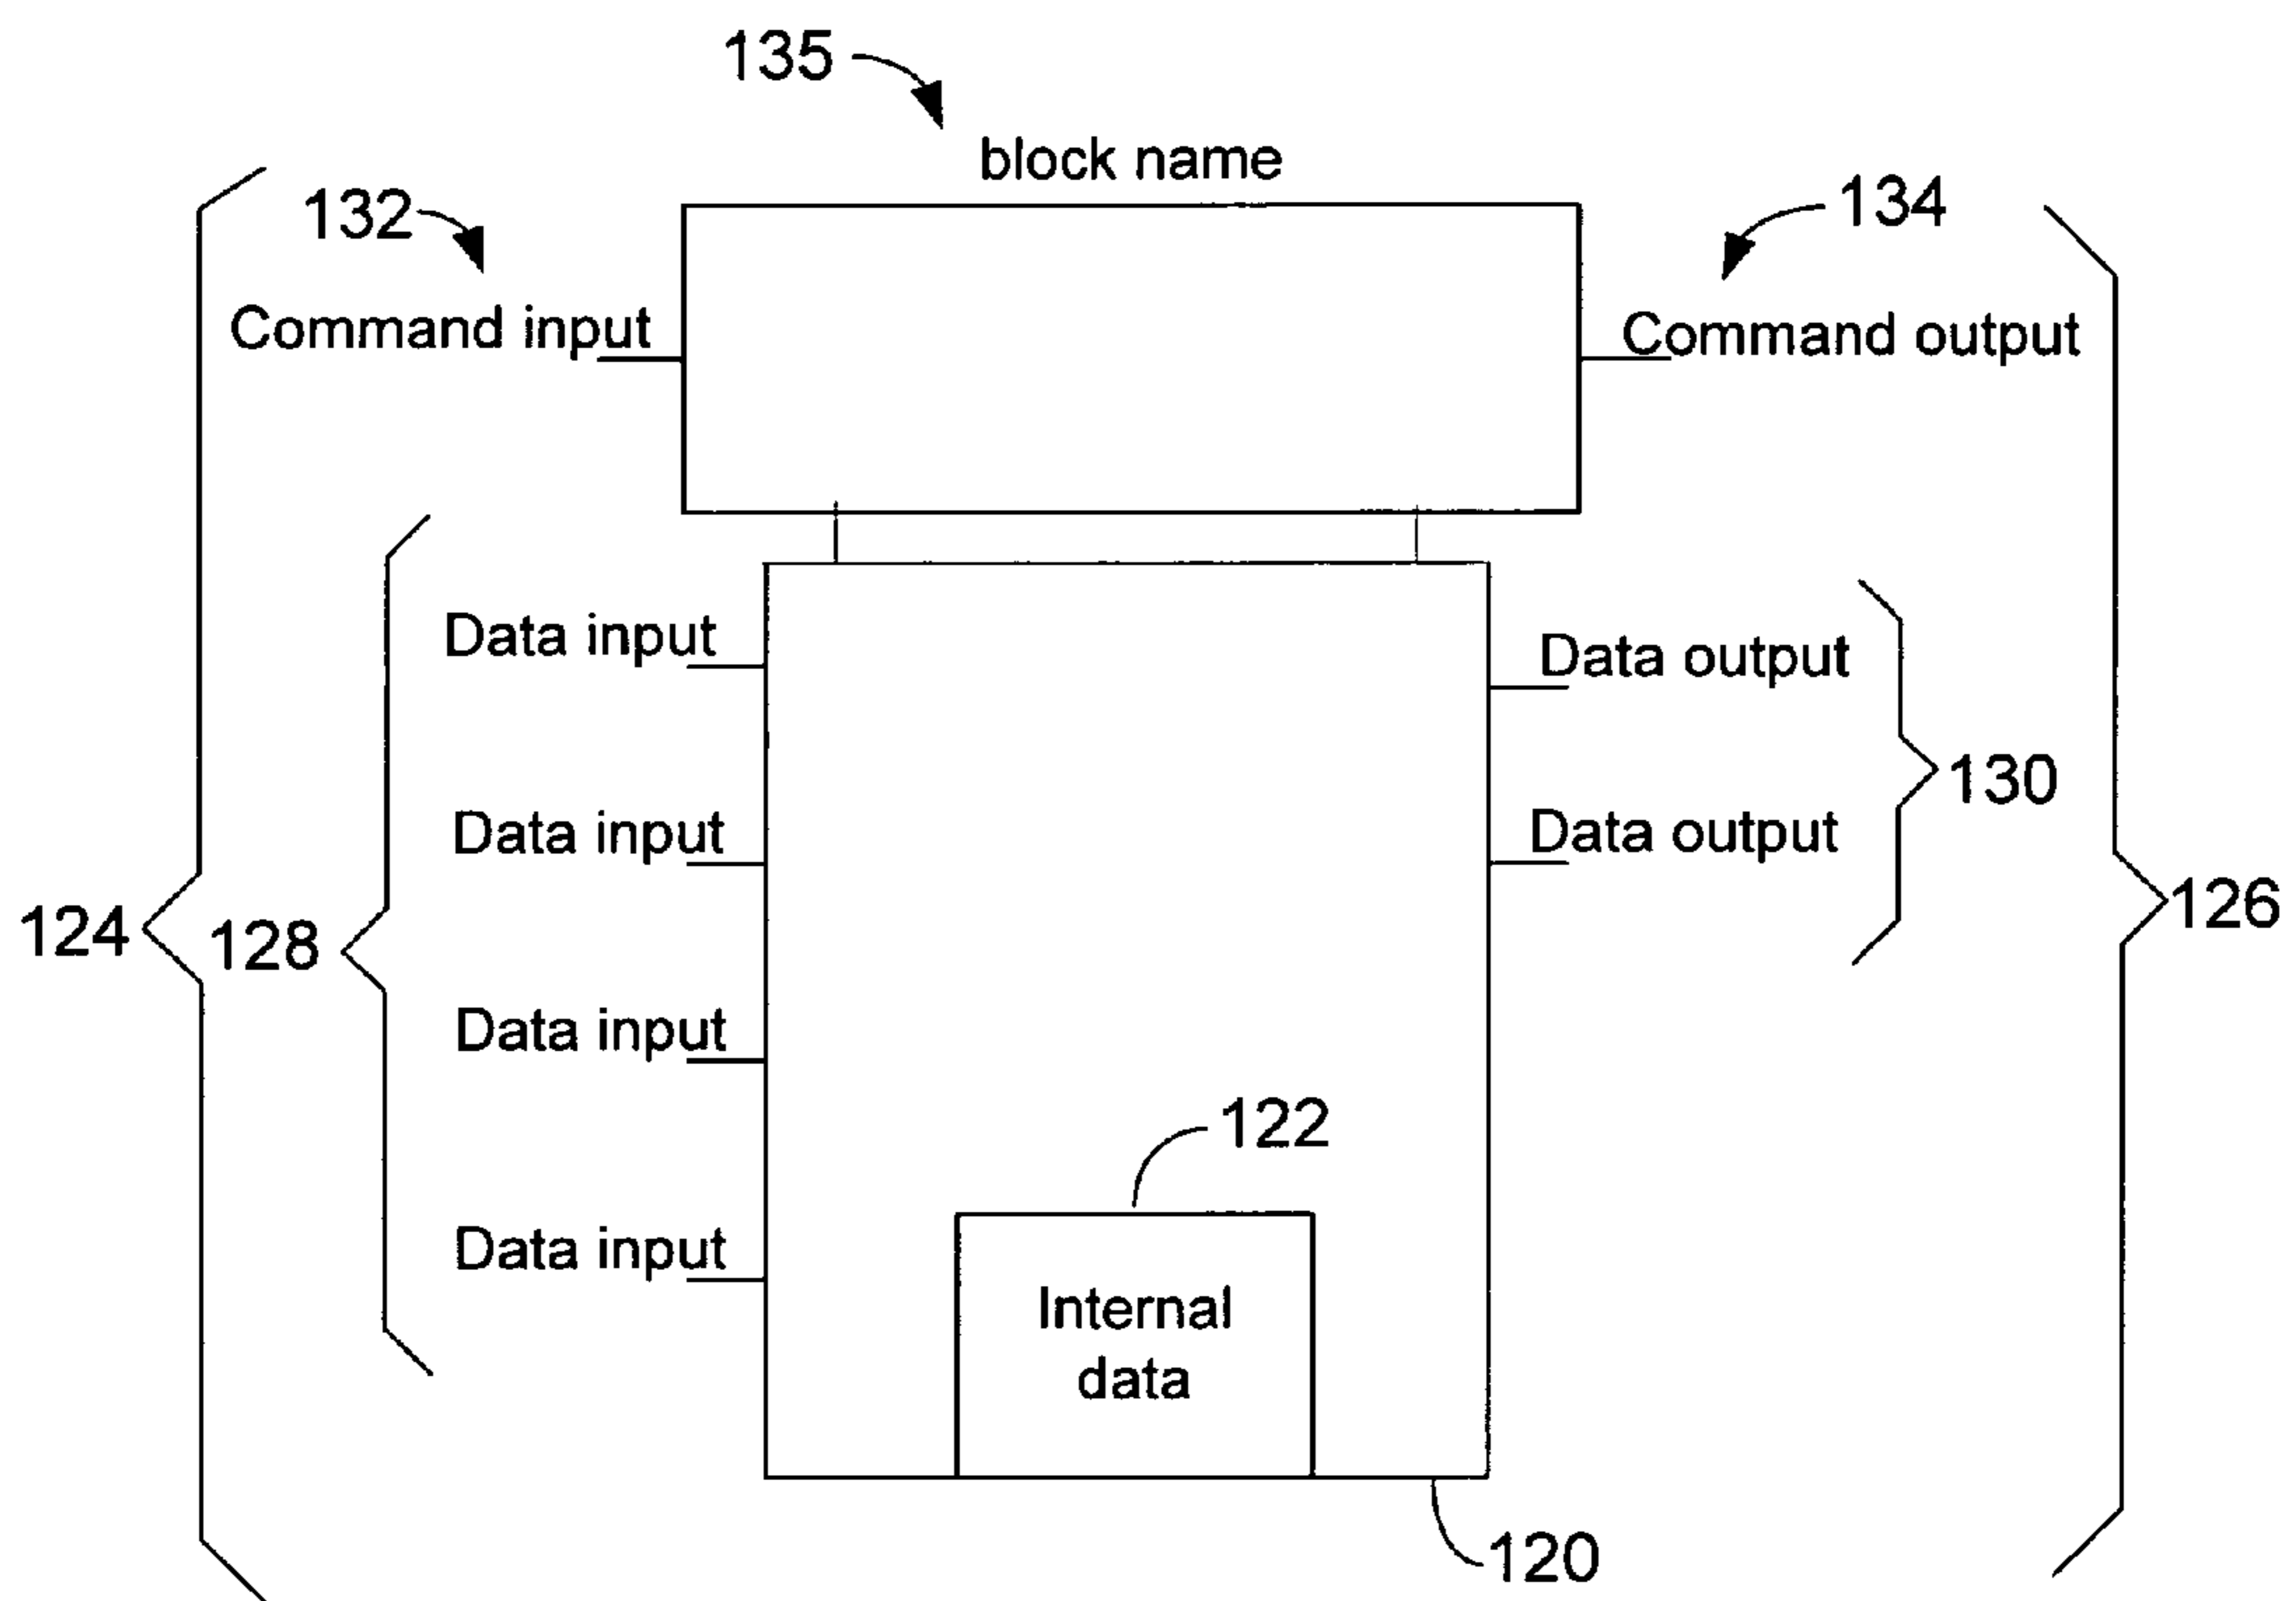 135
block name
132
134
Command input
Command output
Data input
Data output
130
Data input
Data output
124
128
126
Data input
122
Data input
Internal
data
120